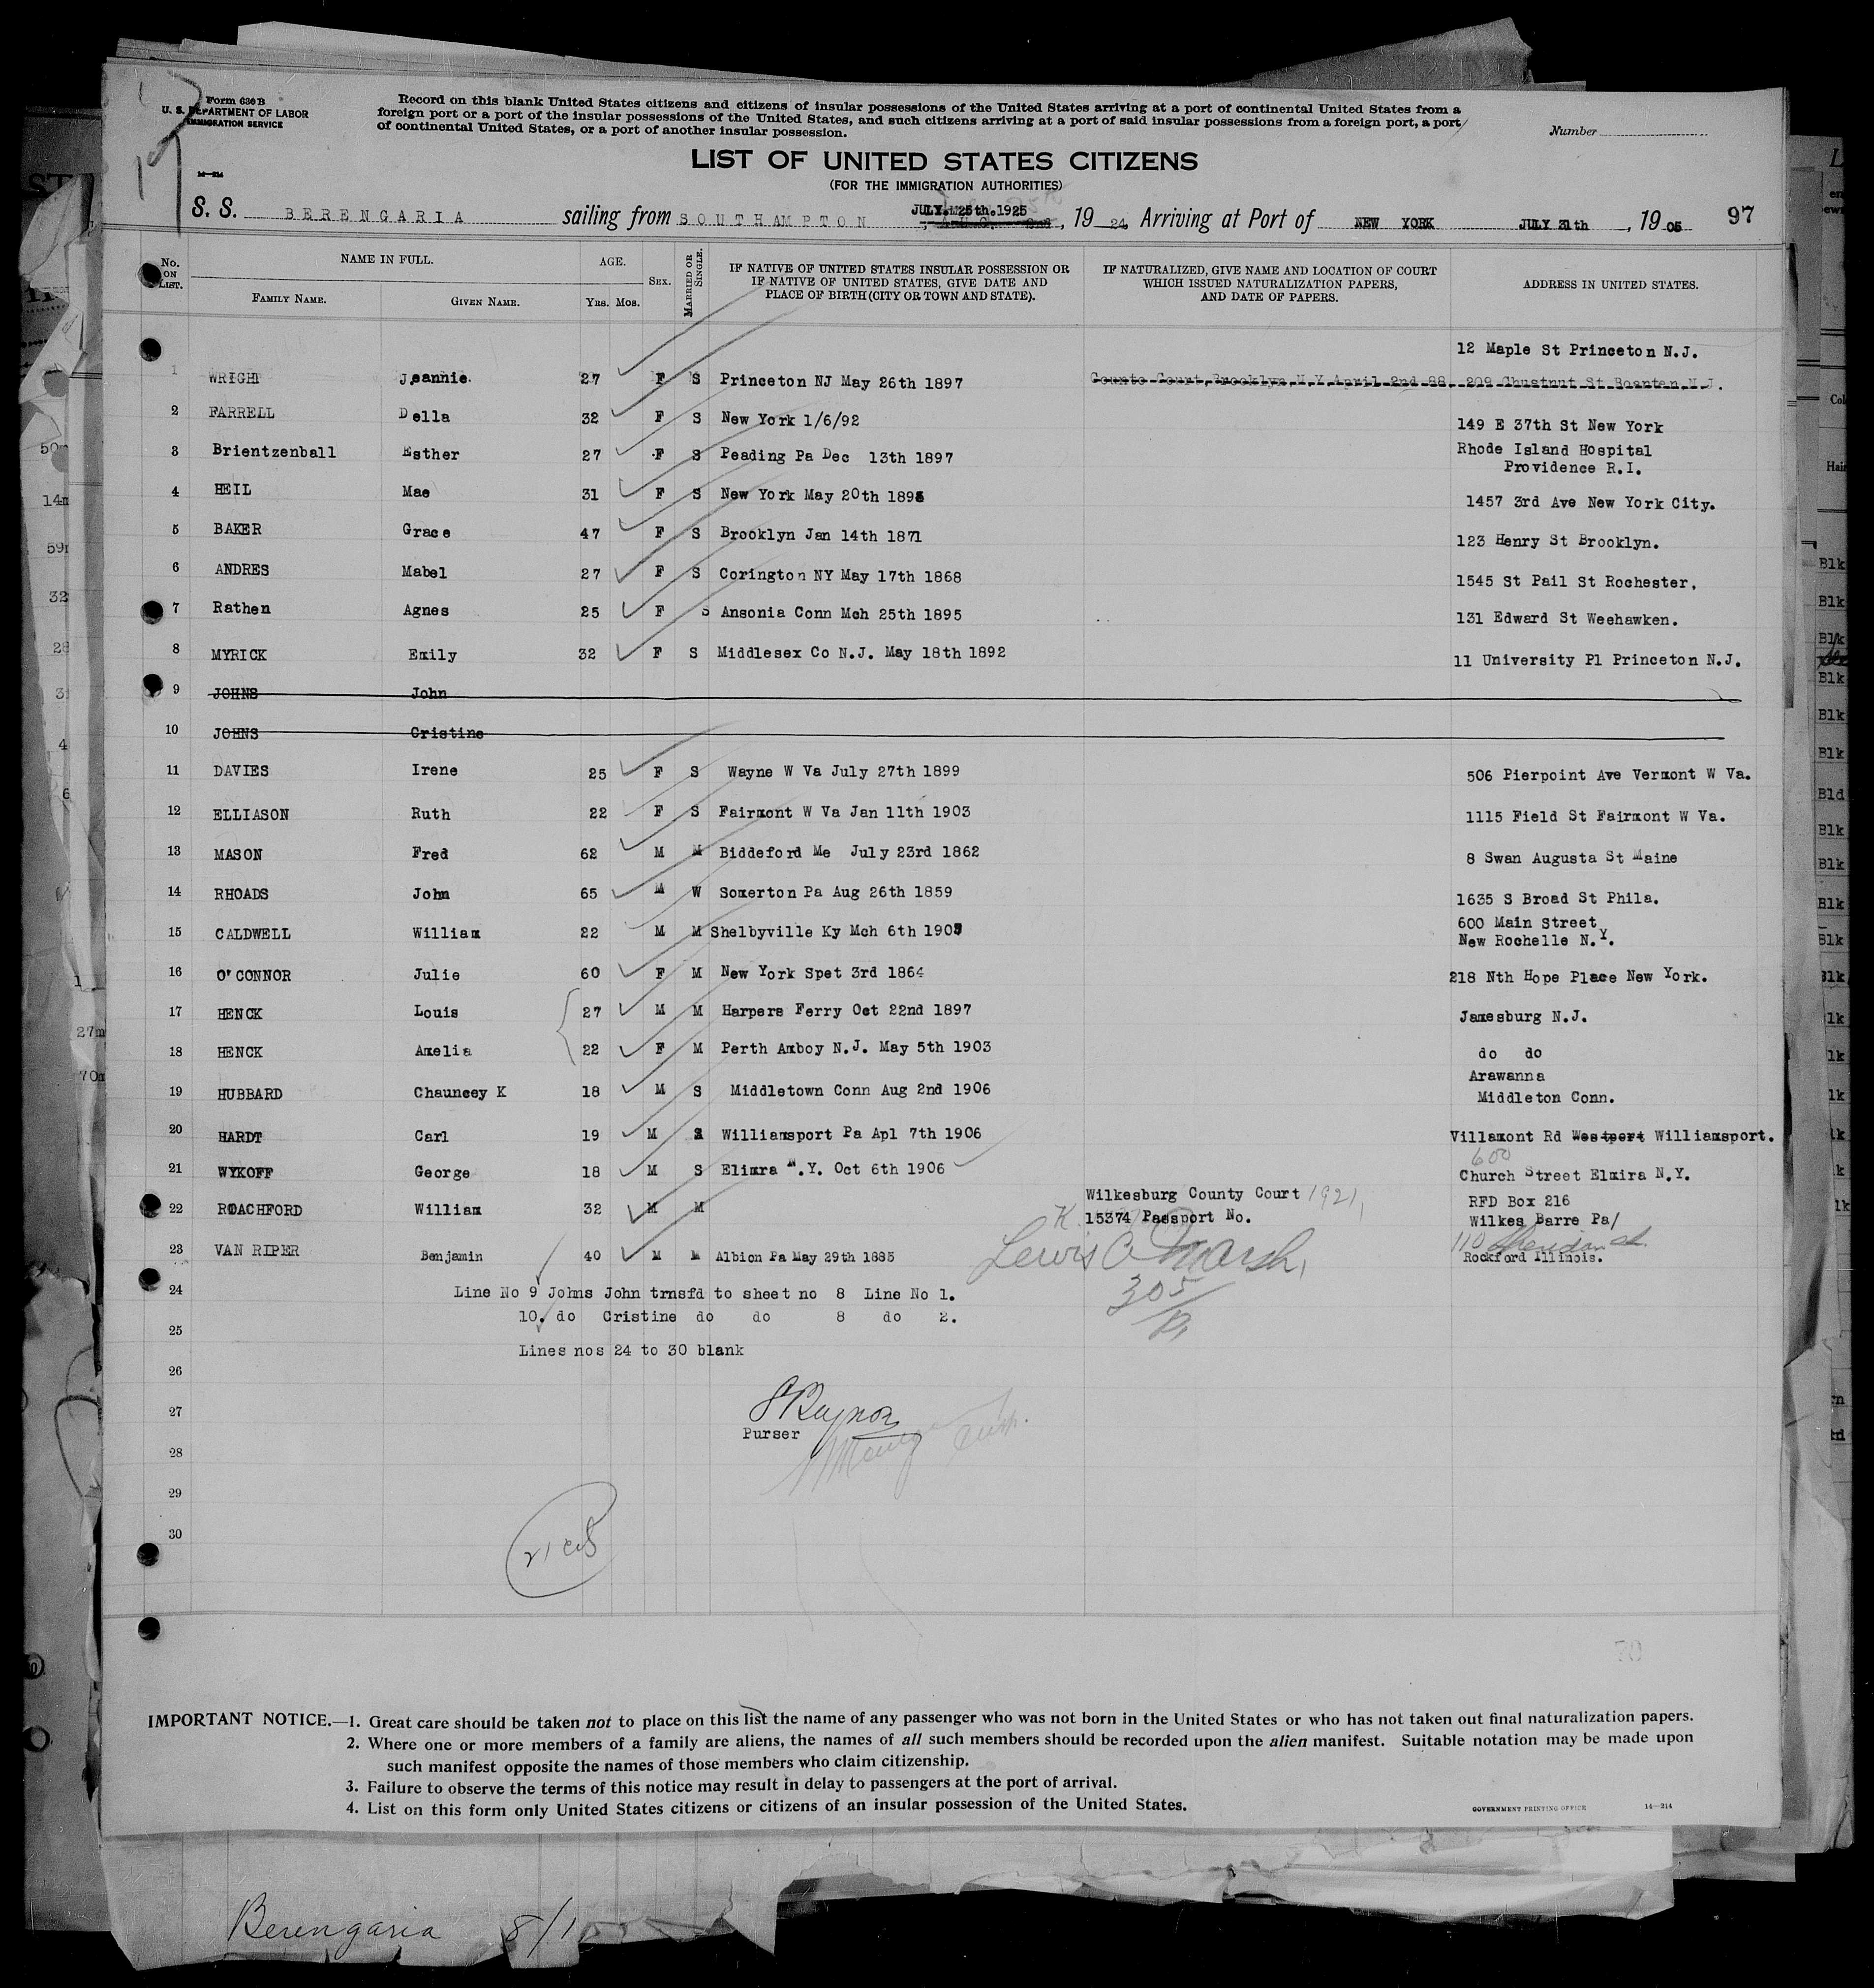 Form 630 B
U. S. DEPARTMENT OF LABOR
IMMIGRATION SERVICE
14—214
Record on this blank United States citizens and citizens of insular possessions of the United States arriving at a port of continental United States from a
foreign port or a port of the insular possessions of the United States, and such citizens arriving at a port of said insular possessions from a foreign port, a port
of continental United States, or a port of another insular possession.
Number
LIST OF UNITED STATES CITIZENS
(FOR THE IMMIGRATION AUTHORITIES)
S. S. BERENGARIA sailing from SOUTHAMPTON JULY 25th.1925, 19 24, Arriving at Port of NEW YORK JULY 31th, 19 05 97
No. ON LIST. NAME IN FULL. AGE. SEX. MARRIED OR SINGLE. IF NATIVE OF UNITED STATES INSULAR POSSESSION OR IF NATIVE OF UNITED STATES, GIVE DATE AND PLACE OF BIRTH (CITY OR TOWN AND STATE). IF NATURALIZED, GIVE NAME AND LOCATION OF COURT WHICH ISSUED NATURALIZATION PAPERS, AND DATE OF PAPERS. ADDRESS IN UNITED STATES.
FAMILY NAME. GIVEN NAME. YRS. MOS.
12 Maple St Princeton N.J.
1 WRIGH Jeannie 27 F S Princeton NJ May 26th 1897 Counto Court, Brooklyn, N.Y. April 2nd 88. 209 Chustnut St Boanten, N.J.
2 FARRELL Della 32 F S New York 1/6/92 149 E 37th St New York
3 Brientzenball Esther 27 F S Peading Pa Dec 13th 1897 Rhode Island Hospital
Providence R.I.
4 HEIL Mae 31 F S New York May 20th 1895 1457 3rd Ave New York City.
5 BAKER Grace 47 F S Brooklyn Jan 14th 1871 123 Henry St Brooklyn.
6 ANDRES Mabel 27 F S Corington NY May 17th 1868 1545 St Pail St Rochester.
7 Rathen Agnes 25 F S Ansonia Conn Mch 25th 1895 131 Edward St Weehawken.
8 MYRICK Emily 32 F S Middlesex Co N.J. May 18th 1892 11 University Pl Princeton N.J.
9 JOHNS John
10 JOHNS Cristine
11 DAVIES Irene 25 F S Wayne W Va July 27th 1899 506 Pierpoint Ave Vermont W Va.
12 ELLIASON Ruth 22 F S Fairmont W Va Jan 11th 1903 1115 Field St Fairmont W Va.
13 MASON Fred 62 M M Biddeford Me July 23rd 1862 8 Swan Augusta St Maine
14 RHOADS John 65 M W Somerton Pa Aug 26th 1859 1635 S Broad St Phila.
15 CALDWELL William 22 M M Shelbyville Ky Mch 6th 1903 600 Main Street
New Rochelle N.Y.
16 O'CONNOR Julie 60 F M New York Spet 3rd 1864 218 Nth Hope Place New York.
17 HENCK Louis 27 M M Harpers Ferry Oct 22nd 1897 Jamesburg N.J.
18 HENCK Amelia 22 F M Perth Amboy N.J. May 5th 1903 do do
19 HUBBARD Chauncey K 18 M S Middletown Conn Aug 2nd 1906 Arawanna
Middleton Conn.
20 HARDT Carl 19 M S Williamsport Pa Apl 7th 1906 Villamont Rd Westport Williamsport.
21 WYKOFF George 18 M S Elimra N.Y. Oct 6th 1906 600 Church Street Elmira N.Y.
22 ROACHFORD William 32 M M Wilkesburg County Court 1921, RFD Box 216
K 15374 Passport No. Wilkes Barre Pa/
23 VAN RIPER Benjamin 40 M M Albion Pa May 29th 1885 Lewis C Marsh, 110 Sheridan st.
Rockford Illinois.
24 Line No 9 Johns John trnsfd to sheet no 8 Line No 1.
305
10. do Cristine do do 8 do 2.
25
Lines nos 24 to 30 blank
26
27
Purser
28
29
30
21 cos
70
IMPORTANT NOTICE.—1. Great care should be taken not to place on this list the name of any passenger who was not born in the United States or who has not taken out final naturalization papers.
2. Where one or more members of a family are aliens, the names of all such members should be recorded upon the alien manifest. Suitable notation may be made upon
such manifest opposite the names of those members who claim citizenship.
3. Failure to observe the terms of this notice may result in delay to passengers at the port of arrival.
4. List on this form only United States citizens or citizens of an insular possession of the United States.
GOVERNMENT PRINTING OFFICE 14—214
Berengaria 8/1